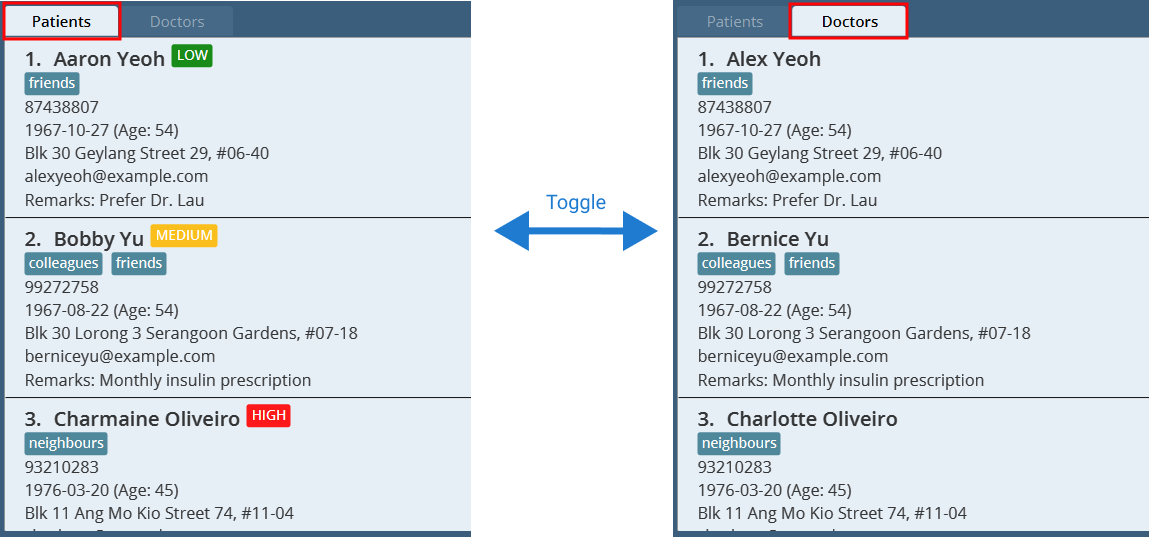 Patients Doctors
1. Aaron Yeoh LOW
friends
87438807
1967-10-27 (Age: 54)
Blk 30 Geylang Street 29, #06-40
alexyeoh@example.com
Remarks: Prefer Dr. Lau
2. Bobby Yu MEDIUM
colleagues friends
99272758
1967-08-22 (Age: 54)
Blk 30 Lorong 3 Serangoon Gardens, #07-18
berniceyu@example.com
Remarks: Monthly insulin prescription
3. Charmaine Oliveiro HIGH
neighbours
93210283
1976-03-20 (Age: 45)
Blk 11 Ang Mo Kio Street 74, #11-04
Toggle
Patients Doctors
1. Alex Yeoh
friends
87438807
1967-10-27 (Age: 54)
Blk 30 Geylang Street 29, #06-40
alexyeoh@example.com
Remarks: Prefer Dr. Lau
2. Bernice Yu
colleagues friends
99272758
1967-08-22 (Age: 54)
Blk 30 Lorong 3 Serangoon Gardens, #07-18
berniceyu@example.com
Remarks: Monthly insulin prescription
3. Charlotte Oliveiro
neighbours
93210283
1976-03-20 (Age: 45)
Blk 11 Ang Mo Kio Street 74, #11-04